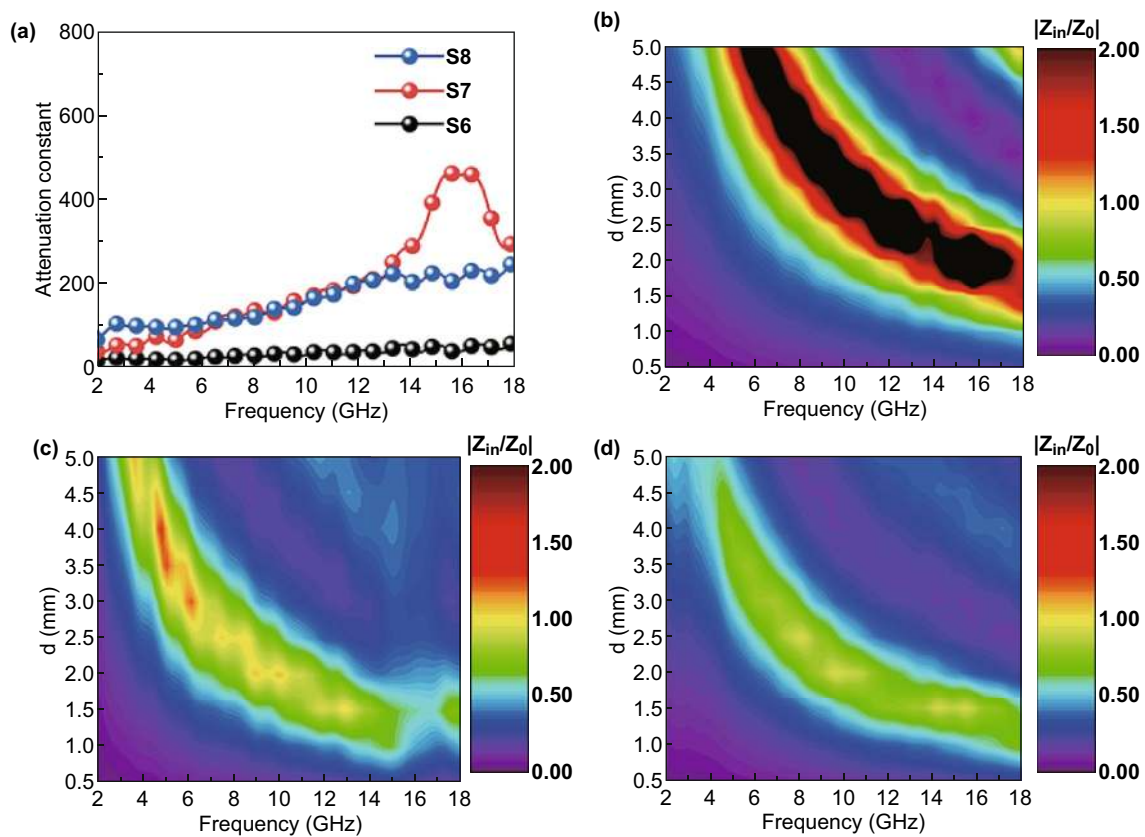 (a)
800
600
400
200
0
Attenuation constant
S8
S7
S6
2 4 6 8 10 12 14 16 18
Frequency (GHz)
(b)
|Zin/Z0|
5.0
4.5
4.0
3.5
3.0
2.5
2.0
1.5
1.0
0.5
d (mm)
2 4 6 8 10 12 14 16 18
Frequency (GHz)
2.00
1.50
1.00
0.50
0.00
(c)
|Zin/Z0|
5.0
4.5
4.0
3.5
3.0
2.5
2.0
1.5
1.0
0.5
d (mm)
2 4 6 8 10 12 14 16 18
Frequency (GHz)
2.00
1.50
1.00
0.50
0.00
(d)
|Zin/Z0|
5.0
4.5
4.0
3.5
3.0
2.5
2.0
1.5
1.0
0.5
d (mm)
2 4 6 8 10 12 14 16 18
Frequency (GHz)
2.00
1.50
1.00
0.50
0.00